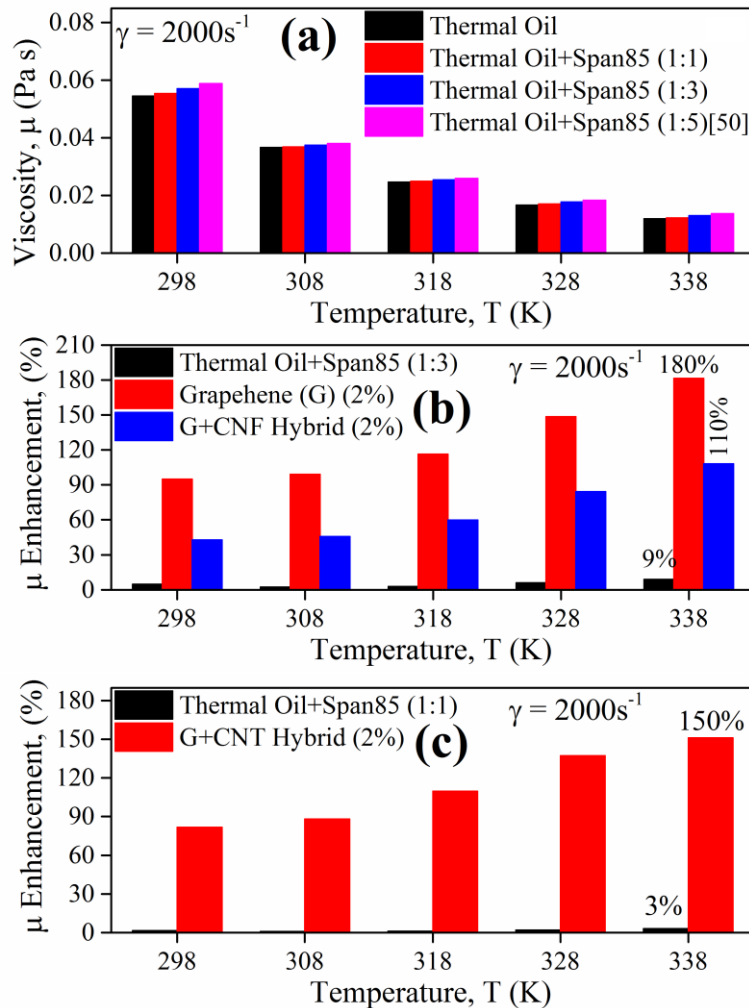 0.08
γ = 2000s⁻¹
(a)
Thermal Oil
Thermal Oil+Span85 (1:1)
Thermal Oil+Span85 (1:3)
Thermal Oil+Span85 (1:5)[50]
0.06
0.04
0.02
0.00
Viscosity, μ (Pa s)
298 308 318 328 338
Temperature, T (K)
210
180
150
120
90
60
30
0
μ Enhancement, (%)
Thermal Oil+Span85 (1:3)
Grapehene (G) (2%)
G+CNF Hybrid (2%)
(b)
γ = 2000s⁻¹
180%
110%
9%
298 308 318 328 338
Temperature, T (K)
180
150
120
90
60
30
0
μ Enhancement, (%)
Thermal Oil+Span85 (1:1)
G+CNT Hybrid (2%)
(c)
γ = 2000s⁻¹
150%
3%
298 308 318 328 338
Temperature, T (K)